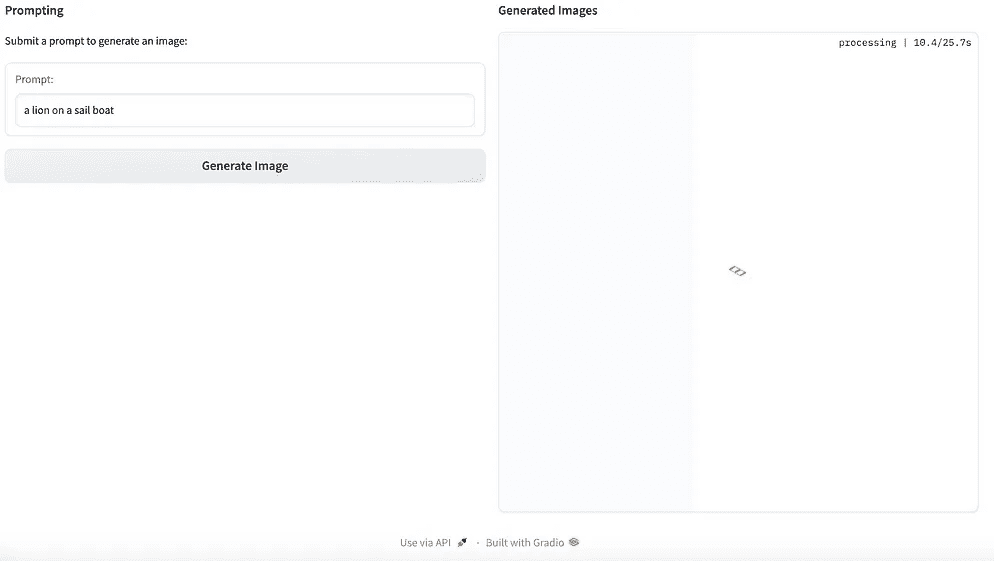 Prompting
Submit a prompt to generate an image:
Prompt:
a lion on a sail boat
Generate Image
Generated Images
processing | 10.4/25.7s
Use via API · Built with Gradio